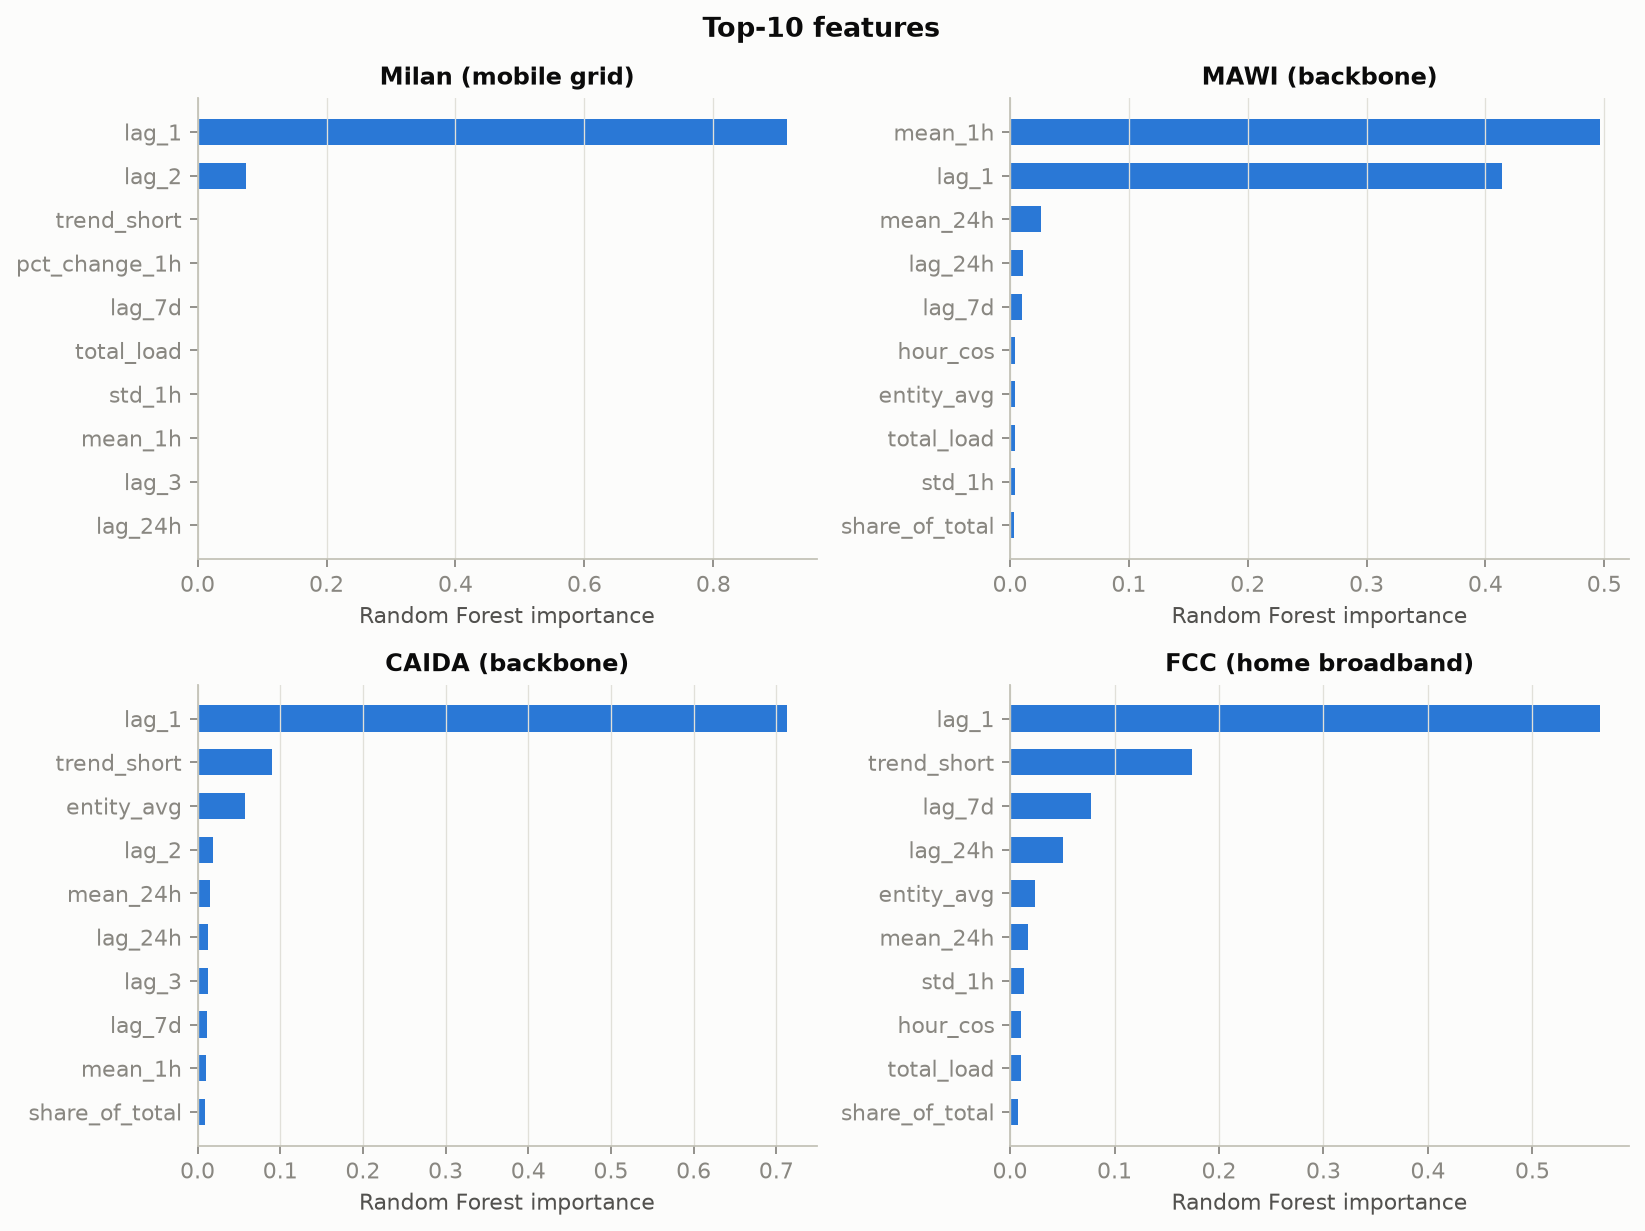 Top-10 features
Milan (mobile grid)
lag_1
lag_2
trend_short
pct_change_1h
lag_7d
total_load
std_1h
mean_1h
lag_3
lag_24h
0.0 0.2 0.4 0.6 0.8
Random Forest importance
MAWI (backbone)
mean_1h
lag_1
mean_24h
lag_24h
lag_7d
hour_cos
entity_avg
total_load
std_1h
share_of_total
0.0 0.1 0.2 0.3 0.4 0.5
Random Forest importance
CAIDA (backbone)
lag_1
trend_short
entity_avg
lag_2
mean_24h
lag_24h
lag_3
lag_7d
mean_1h
share_of_total
0.0 0.1 0.2 0.3 0.4 0.5 0.6 0.7
Random Forest importance
FCC (home broadband)
lag_1
trend_short
lag_7d
lag_24h
entity_avg
mean_24h
std_1h
hour_cos
total_load
share_of_total
0.0 0.1 0.2 0.3 0.4 0.5
Random Forest importance